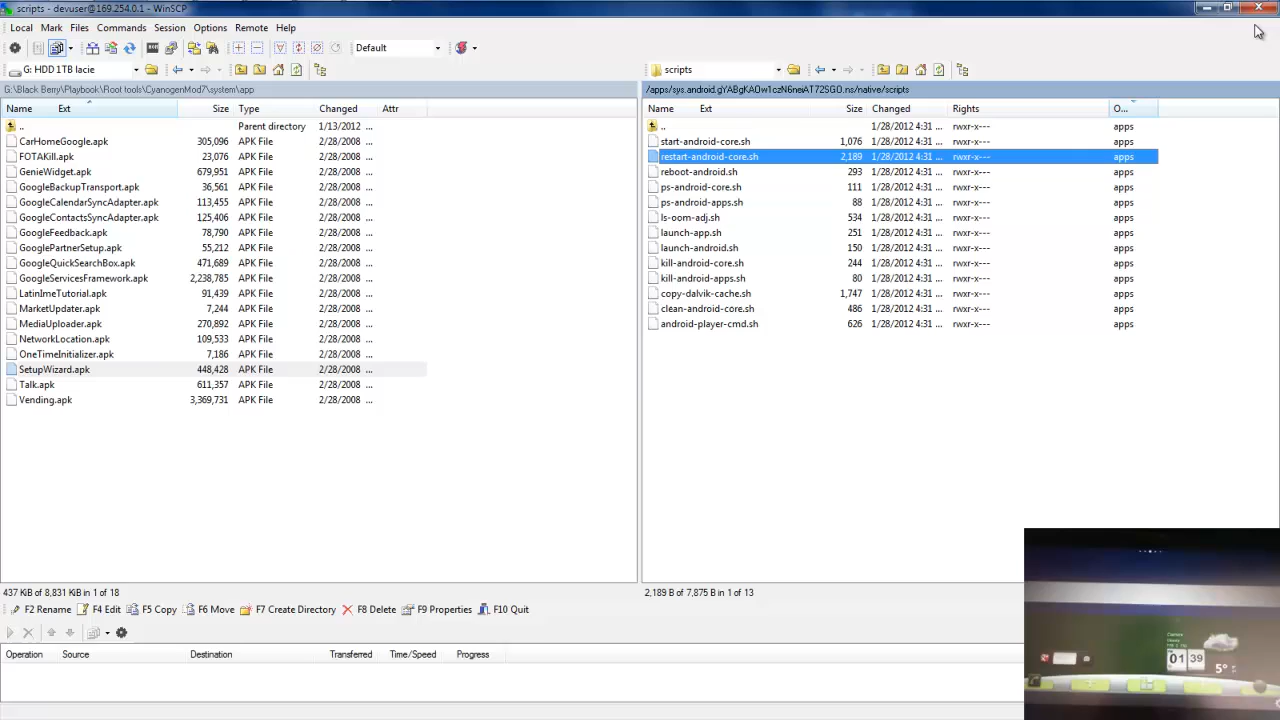 scripts - devuser@169.254.0.1 - WinSCP
Local Mark Files Commands Session Options Remote Help
Default
G: HDD 1TB lacie
scripts
G:\Black Berry\Playbook\Root tools\CyanogenMod7\system\app
/apps/sys.android.gYABgKAOw1czN6neiAT72SGO.ns/native/scripts
Name Ext Size Type Changed Attr
Name Ext Size Changed Rights O...
.. Parent directory 1/13/2012 ...
CarHomeGoogle.apk 305,096 APK File 2/28/2008 ...
FOTAKill.apk 23,076 APK File 2/28/2008 ...
GenieWidget.apk 679,951 APK File 2/28/2008 ...
GoogleBackupTransport.apk 36,561 APK File 2/28/2008 ...
GoogleCalendarSyncAdapter.apk 113,455 APK File 2/28/2008 ...
GoogleContactsSyncAdapter.apk 125,406 APK File 2/28/2008 ...
GoogleFeedback.apk 78,790 APK File 2/28/2008 ...
GooglePartnerSetup.apk 55,212 APK File 2/28/2008 ...
GoogleQuickSearchBox.apk 471,689 APK File 2/28/2008 ...
GoogleServicesFramework.apk 2,238,785 APK File 2/28/2008 ...
LatinImeTutorial.apk 91,439 APK File 2/28/2008 ...
MarketUpdater.apk 7,244 APK File 2/28/2008 ...
MediaUploader.apk 270,892 APK File 2/28/2008 ...
NetworkLocation.apk 109,533 APK File 2/28/2008 ...
OneTimeInitializer.apk 7,186 APK File 2/28/2008 ...
SetupWizard.apk 448,428 APK File 2/28/2008 ...
Talk.apk 611,357 APK File 2/28/2008 ...
Vending.apk 3,369,731 APK File 2/28/2008 ...
.. 1/28/2012 4:31 ... rwxr-x--- apps
start-android-core.sh 1,076 1/28/2012 4:31 ... rwxr-x--- apps
restart-android-core.sh 2,189 1/28/2012 4:31 ... rwxr-x--- apps
reboot-android.sh 293 1/28/2012 4:31 ... rwxr-x--- apps
ps-android-core.sh 111 1/28/2012 4:31 ... rwxr-x--- apps
ps-android-apps.sh 88 1/28/2012 4:31 ... rwxr-x--- apps
ls-oom-adj.sh 534 1/28/2012 4:31 ... rwxr-x--- apps
launch-app.sh 251 1/28/2012 4:31 ... rwxr-x--- apps
launch-android.sh 150 1/28/2012 4:31 ... rwxr-x--- apps
kill-android-core.sh 244 1/28/2012 4:31 ... rwxr-x--- apps
kill-android-apps.sh 80 1/28/2012 4:31 ... rwxr-x--- apps
copy-dalvik-cache.sh 1,747 1/28/2012 4:31 ... rwxr-x--- apps
clean-android-core.sh 486 1/28/2012 4:31 ... rwxr-x--- apps
android-player-cmd.sh 626 1/28/2012 4:31 ... rwxr-x--- apps
437 KiB of 8,831 KiB in 1 of 18
2,189 B of 7,875 B in 1 of 13
F2 Rename F4 Edit F5 Copy F6 Move F7 Create Directory F8 Delete F9 Properties F10 Quit
Operation Source Destination Transferred Time/Speed Progress
01 39
5°